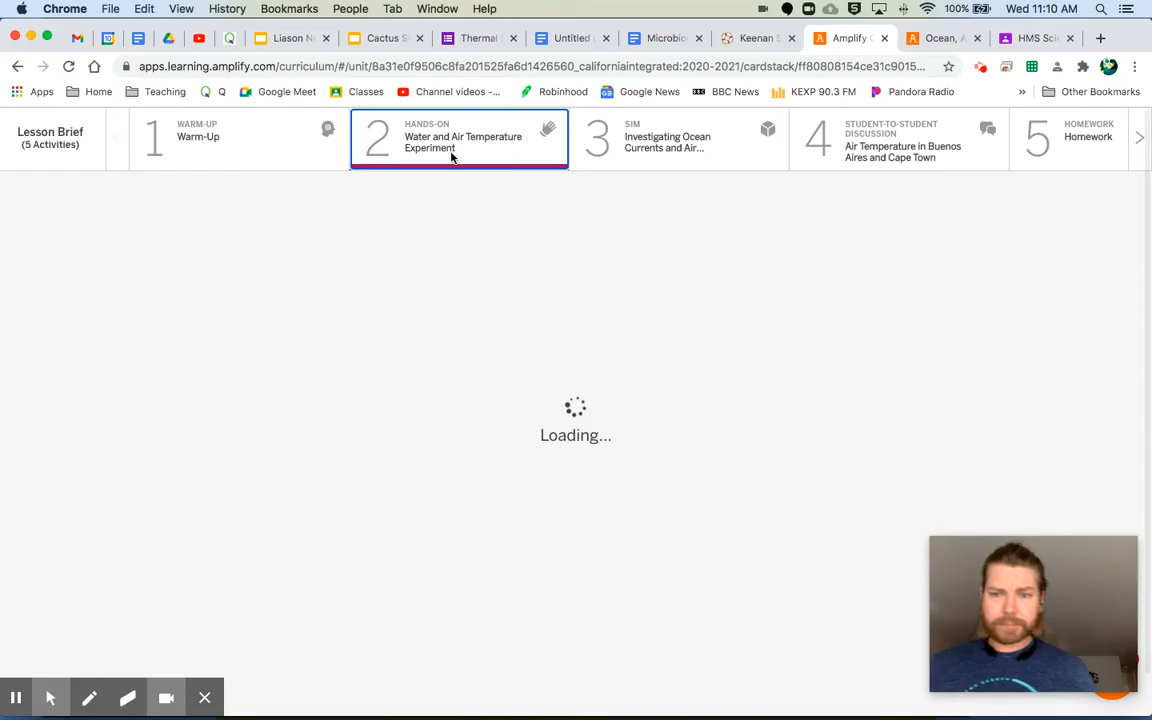 Chrome File Edit View History Bookmarks People Tab Window Help 100% Wed 11:10 AM
Liason Ne Cactus S Thermal Untitled Microbio Keenan S Amplify C Ocean, A HMS Sci
apps.learning.amplify.com/curriculum/#/unit/8a31e0f9506c8fa201525fa6d1426560_californiaintegrated:2020-2021/cardstack/ff80808154ce31c9015...
Apps Home Teaching Q Google Meet Classes Channel videos -... Robinhood Google News BBC News KEXP 90.3 FM Pandora Radio » Other Bookmarks
Lesson Brief
(5 Activities)
1
WARM-UP
Warm-Up
2
HANDS-ON
Water and Air Temperature
Experiment
3
SIM
Investigating Ocean
Currents and Air...
4
STUDENT-TO-STUDENT
DISCUSSION
Air Temperature in Buenos
Aires and Cape Town
5
HOMEWORK
Homework
Loading...